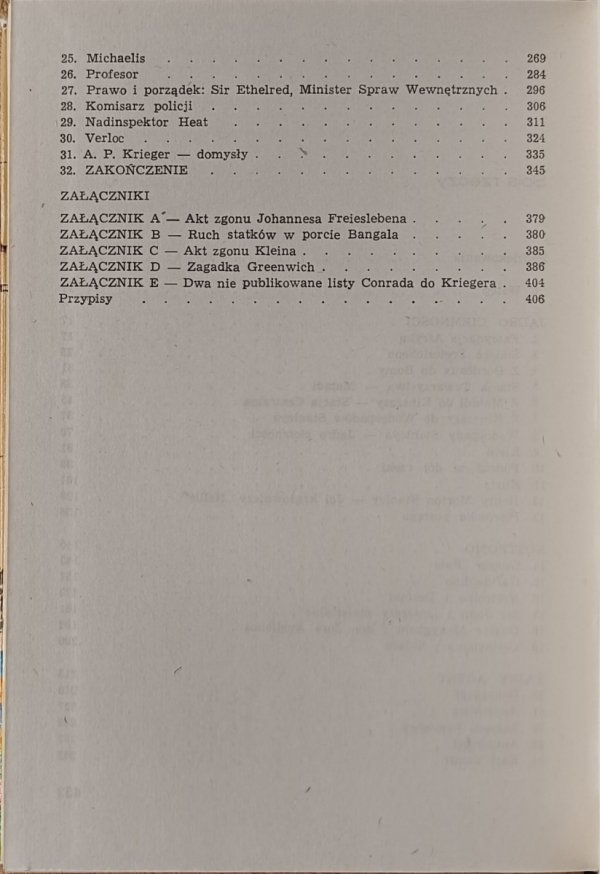 25. Michaelis . . . . . . . . . . . . . 269
26. Profesor . . . . . . . . . . . . . 284
27. Prawo i porządek: Sir Ethelred, Minister Spraw Wewnętrznych . 296
28. Komisarz policji . . . . . . . . . . . 306
29. Nadinspektor Heat . . . . . . . . . . 311
30. Verloc . . . . . . . . . . . . . . 324
31. A. P. Krieger — domysły . . . . . . . . . . 335
32. ZAKOŃCZENIE . . . . . . . . . . . 345
ZAŁĄCZNIKI
ZAŁĄCZNIK A — Akt zgonu Johannesa Freieslebena . . . . . 379
ZAŁĄCZNIK B — Ruch statków w porcie Bangala . . . . . 380
ZAŁĄCZNIK C — Akt zgonu Kleina . . . . . . . . 385
ZAŁĄCZNIK D — Zagadka Greenwich . . . . . . . 386
ZAŁĄCZNIK E — Dwa nie publikowane listy Conrada do Kriegera . 404
Przypisy . . . . . . . . . . . . . . 406